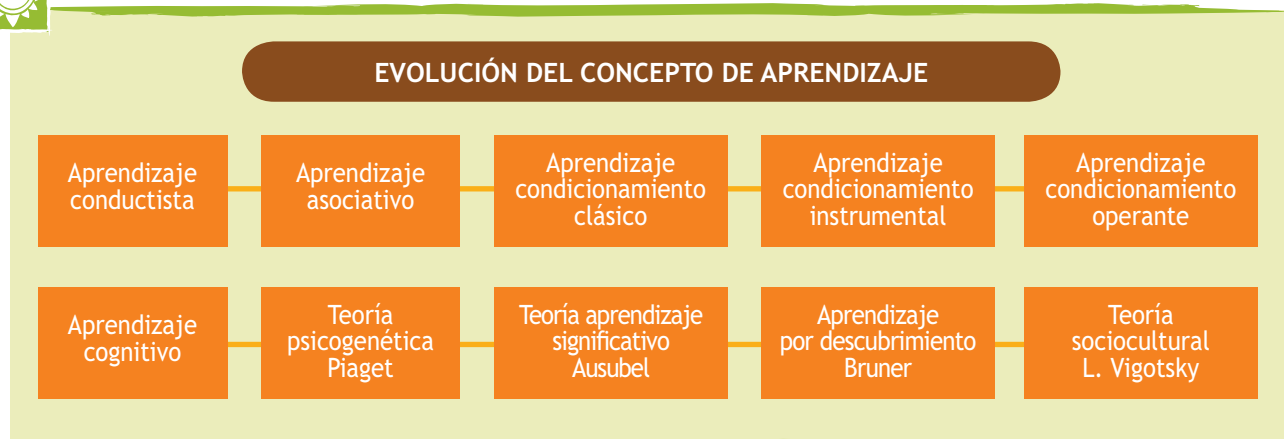 EVOLUCIÓN DEL CONCEPTO DE APRENDIZAJE
Aprendizaje
conductista
Aprendizaje
asociativo
Aprendizaje
condicionamiento
clásico
Aprendizaje
condicionamiento
instrumental
Aprendizaje
condicionamiento
operante
Aprendizaje
cognitivo
Teoría
psicogenética
Piaget
Teoría aprendizaje
significativo
Ausubel
Aprendizaje
por descubrimiento
Bruner
Teoría
sociocultural
L. Vigotsky